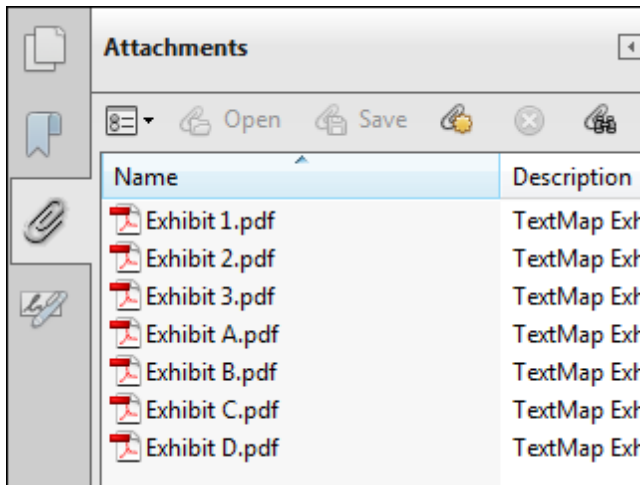 Attachments
Open Save
Name Description
Exhibit 1.pdf TextMap Exh
Exhibit 2.pdf TextMap Exh
Exhibit 3.pdf TextMap Exh
Exhibit A.pdf TextMap Exh
Exhibit B.pdf TextMap Exh
Exhibit C.pdf TextMap Exh
Exhibit D.pdf TextMap Exh